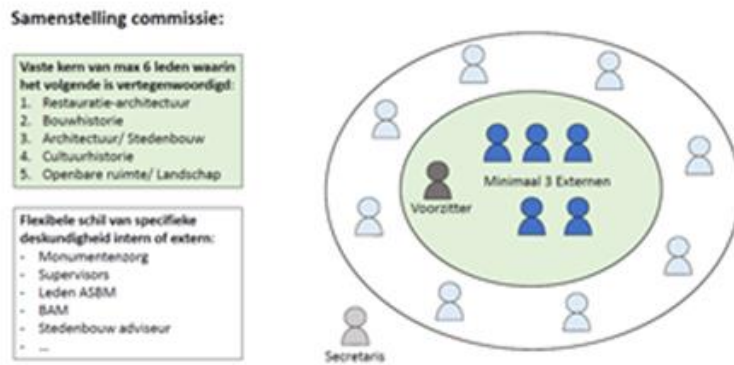 Samenstelling commissie:
Vaste kern van max 6 leden waarin
het volgende is vertegenwoordigd:
1. Restauratie-architectuur
2. Bouwhistorie
3. Architectuur/ Stedenbouw
4. Cultuurhistorie
5. Openbare ruimte/ Landschap
Flexibele schil van specifieke
deskundigheid intern of extern:
- Monumentenzorg
- Supervisors
- Leden ASBM
- BAM
- Stedenbouw adviseur
- ...
Minimaal 3 Externen
Voorzitter
Secretaris